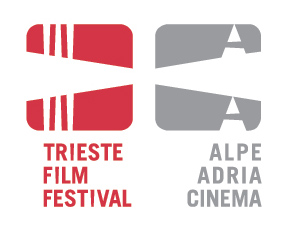 TRIESTE
FILM
FESTIVAL
ALPE
ADRIA
CINEMA